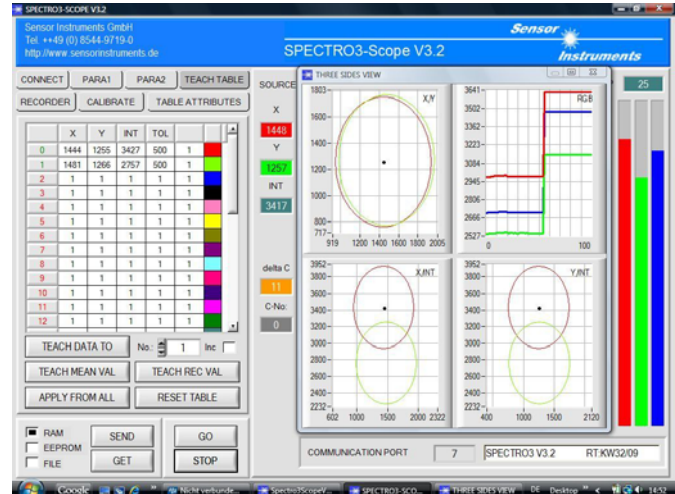 SPECTRO3-SCOPE V3.2
Sensor Instruments GmbH
Tel. ++49 (0) 8544-9719-0
http://www.sensorinstruments.de
SPECTRO3-Scope V3.2
Sensor
Instruments
CONNECT PARA1 PARA2 TEACH TABLE
RECORDER CALIBRATE TABLE ATTRIBUTES
X Y INT TOL
0 1444 1255 3427 500 1
1 1481 1266 2757 500 1
2 1 1 1 1 1
3 1 1 1 1 1
4 1 1 1 1 1
5 1 1 1 1 1
6 1 1 1 1 1
7 1 1 1 1 1
8 1 1 1 1 1
9 1 1 1 1 1
10 1 1 1 1 1
11 1 1 1 1 1
12 1 1 1 1 1
TEACH DATA TO No.: 1 Inc
TEACH MEAN VAL TEACH REC VAL
APPLY FROM ALL RESET TABLE
RAM
EEPROM
FILE
SEND GO
GET STOP
SOURCE
X
1448
Y
1257
INT
3417
delta C
11
C-No:
0
THREE SIDES VIEW
25
X,Y
1803
1600
1400
1200
1000
800
717
919 1200 1400 1600 1800 2005
RGB
3641
3502
3362
3223
3084
2945
2806
2666
2527
0 100
X,INT
3952
3800
3600
3400
3200
3000
2800
2600
2400
2232
602 1000 1500 2000 2322
Y,INT
3952
3800
3600
3400
3200
3000
2800
2600
2400
2232
400 1000 1500 2120
COMMUNICATION PORT 7 SPECTRO3 V3.2 RT:KW32/09
Google Nicht verbunde... Spectro3ScopeV... SPECTRO3-SCO... THREE SIDES VIEW DE Desktop 14:52